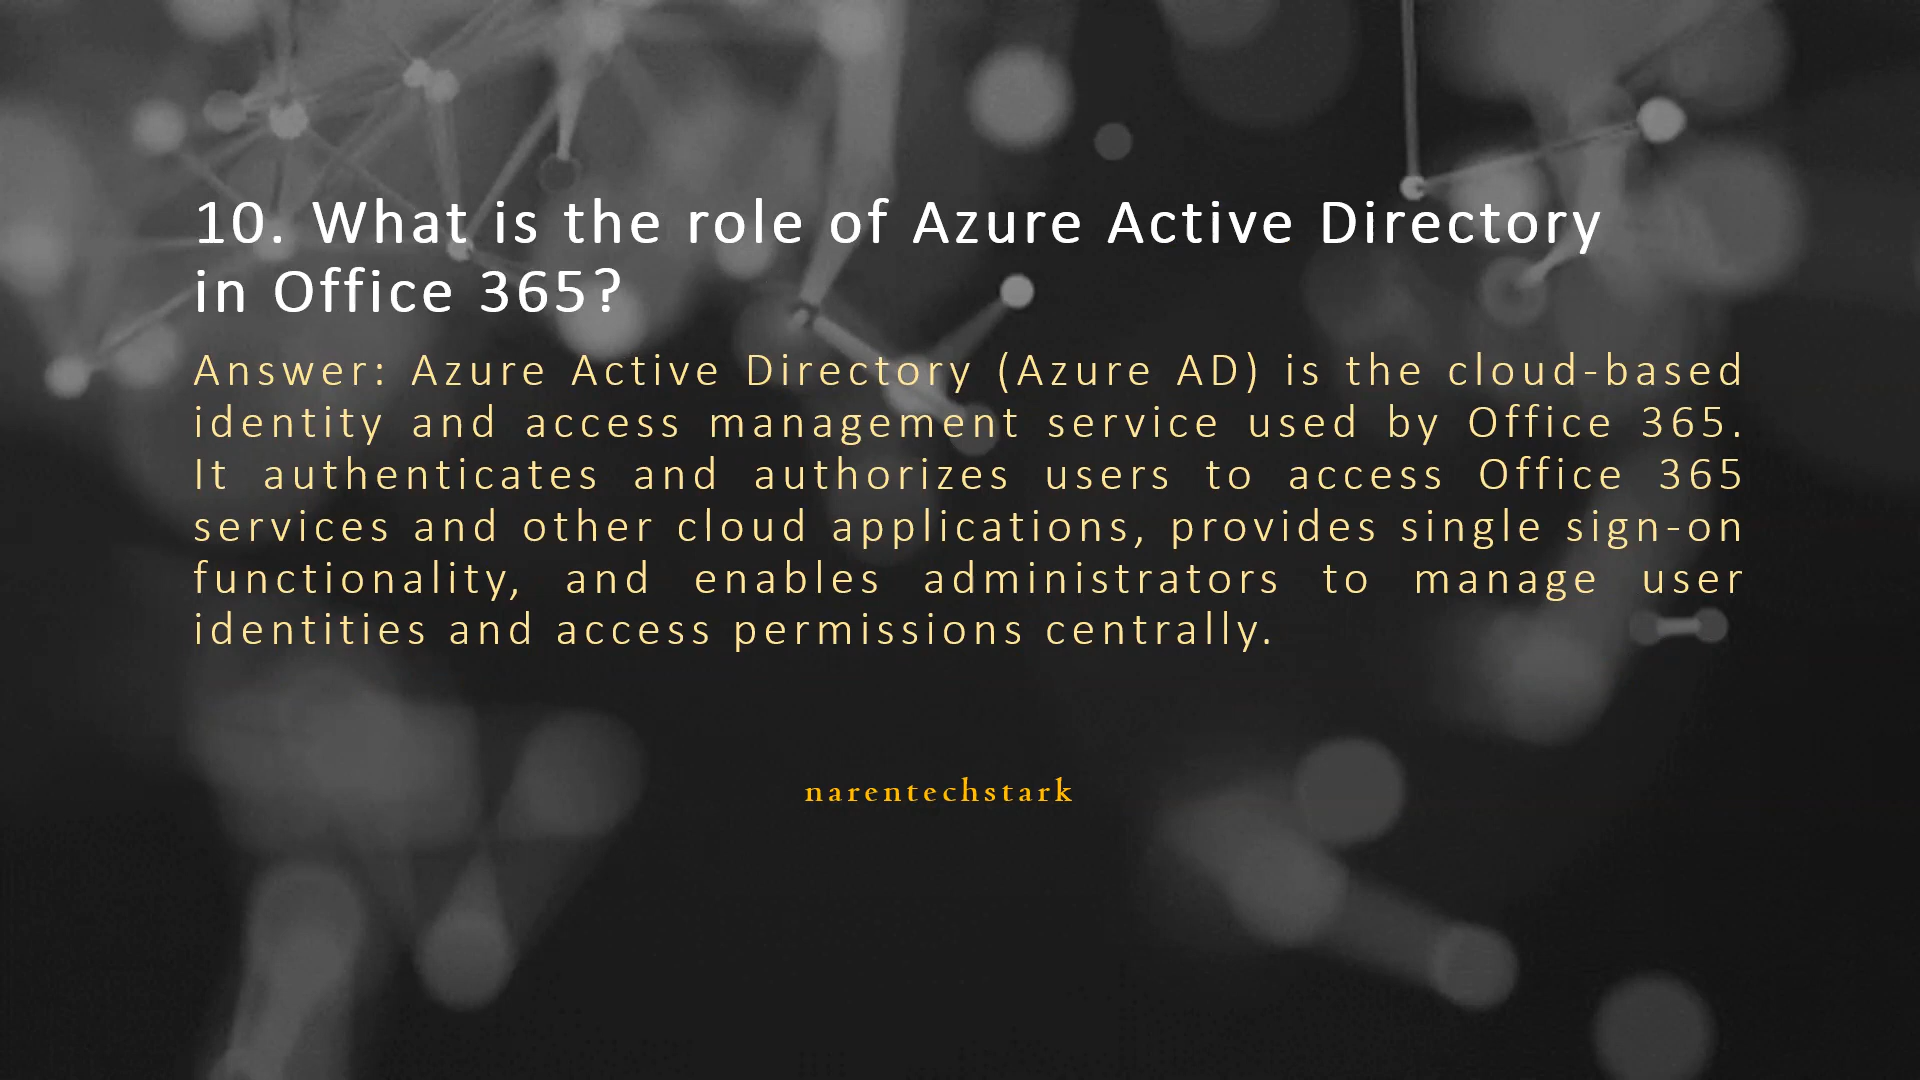 10. What is the role of Azure Active Directory
in Office 365?
Answer: Azure Active Directory (Azure AD) is the cloud-based
identity and access management service used by Office 365.
It authenticates and authorizes users to access Office 365
services and other cloud applications, provides single sign-on
functionality, and enables administrators to manage user
identities and access permissions centrally.
narentechstark